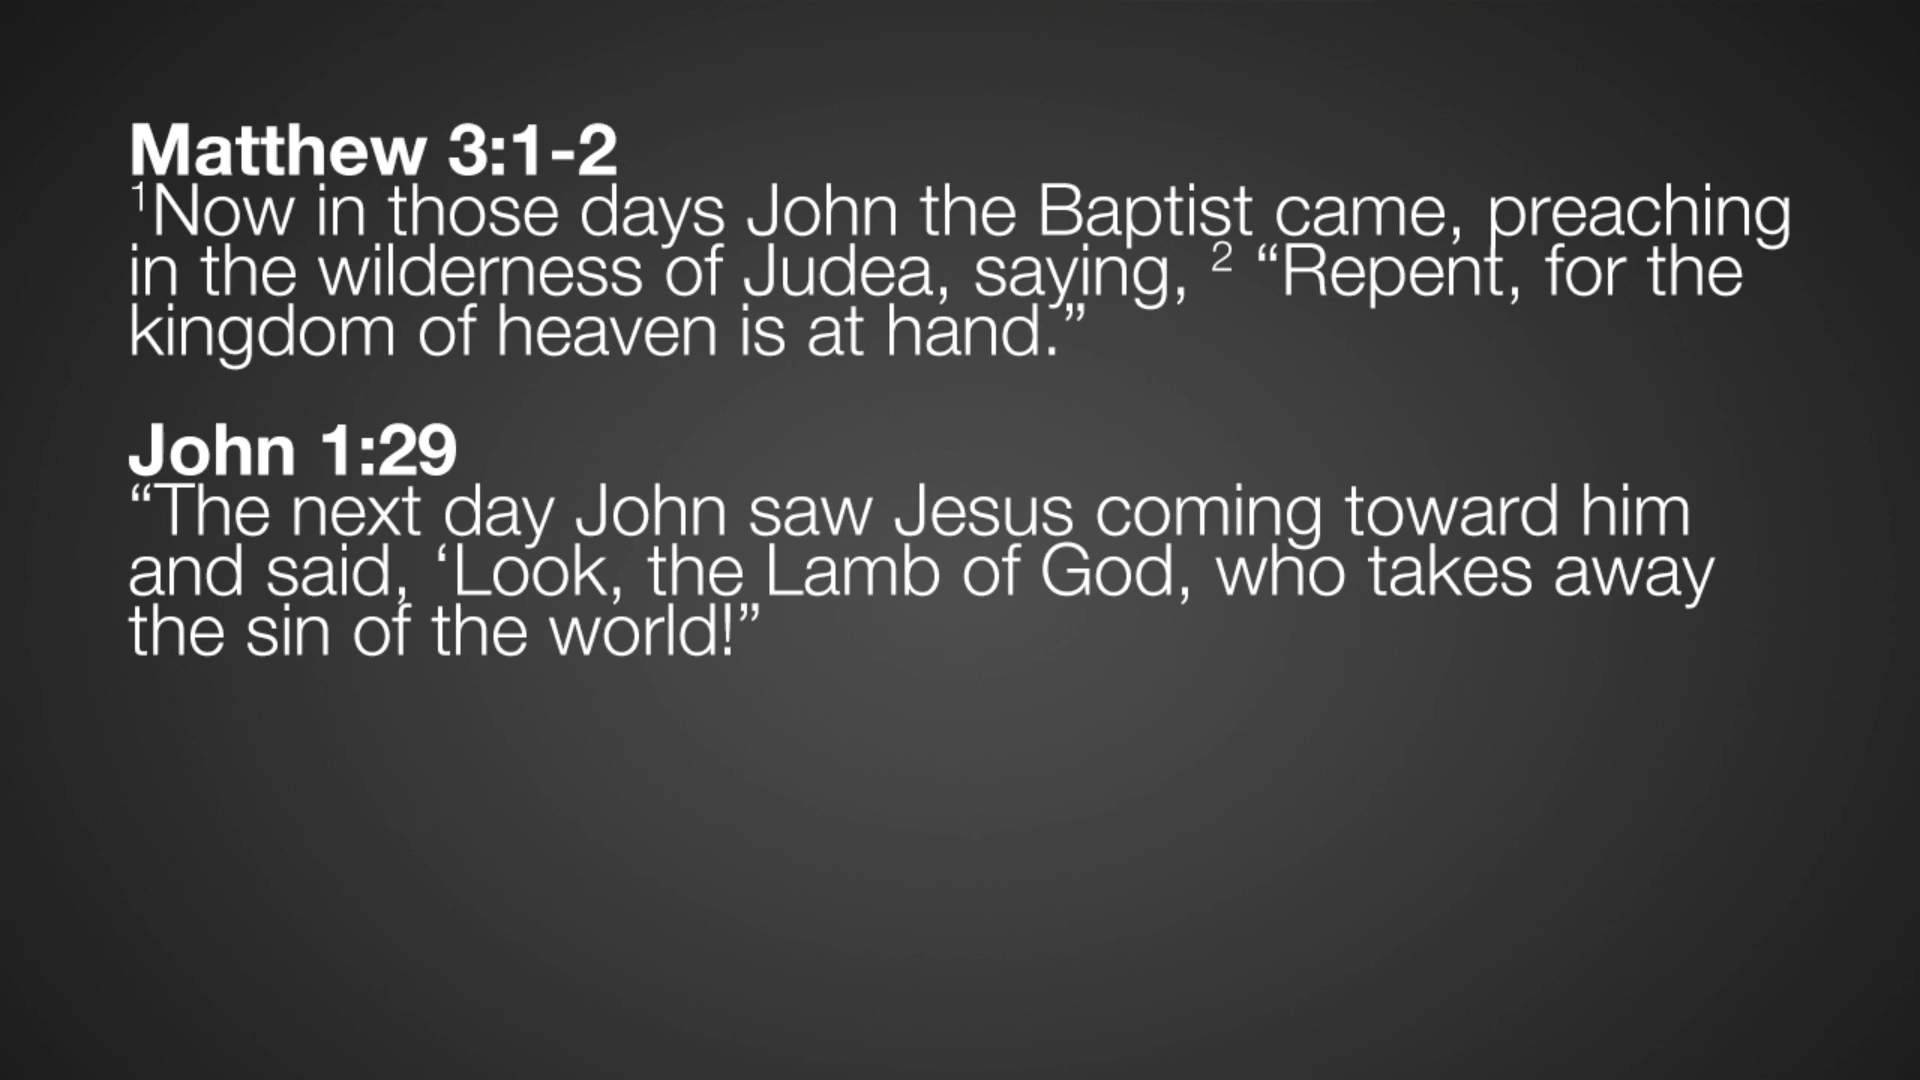 Matthew 3:1-2
¹Now in those days John the Baptist came, preaching
in the wilderness of Judea, saying, ² “Repent, for the
kingdom of heaven is at hand.”
John 1:29
“The next day John saw Jesus coming toward him
and said, ‘Look, the Lamb of God, who takes away
the sin of the world!”